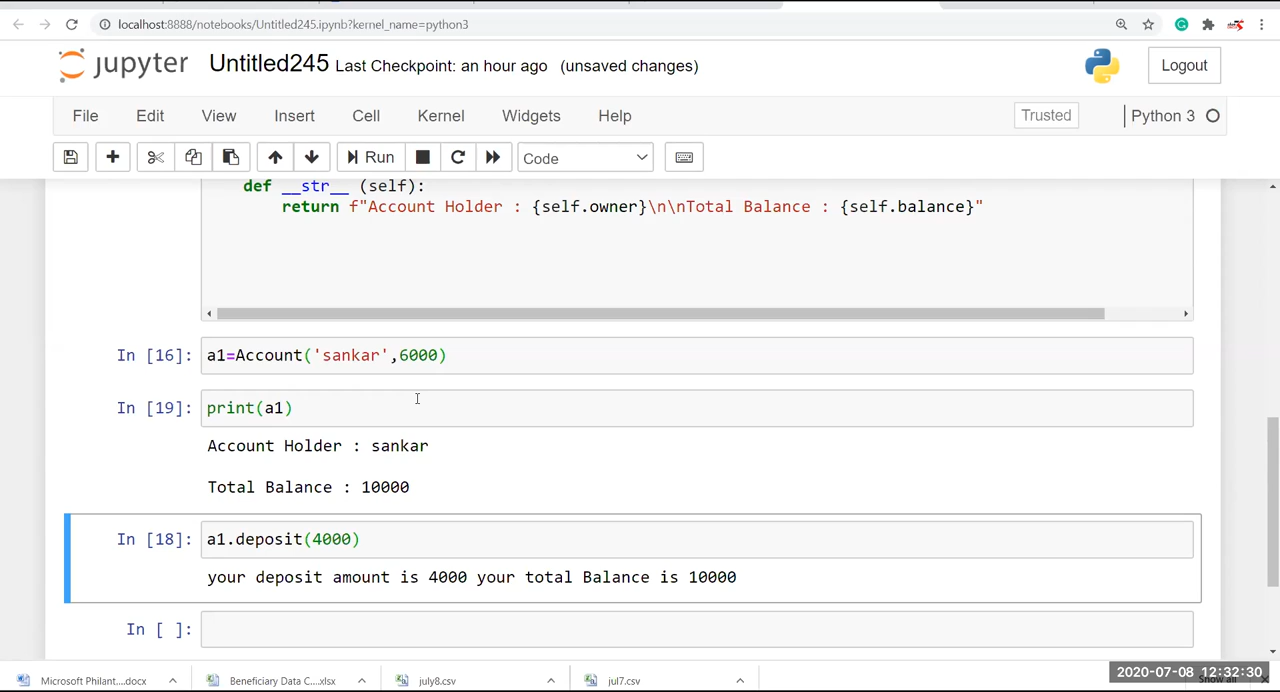 localhost:8888/notebooks/Untitled245.ipynb?kernel_name=python3
jupyter Untitled245 Last Checkpoint: an hour ago (unsaved changes) Logout
File Edit View Insert Cell Kernel Widgets Help Trusted Python 3
Run Code
def __str__ (self):
return f"Account Holder : {self.owner}\n\nTotal Balance : {self.balance}"
In [16]: a1=Account('sankar',6000)
In [19]: print(a1)
Account Holder : sankar
Total Balance : 10000
In [18]: a1.deposit(4000)
your deposit amount is 4000 your total Balance is 10000
In [ ]:
Microsoft Philant....docx Beneficiary Data C....xlsx july8.csv jul7.csv Show all
2020-07-08 12:32:30